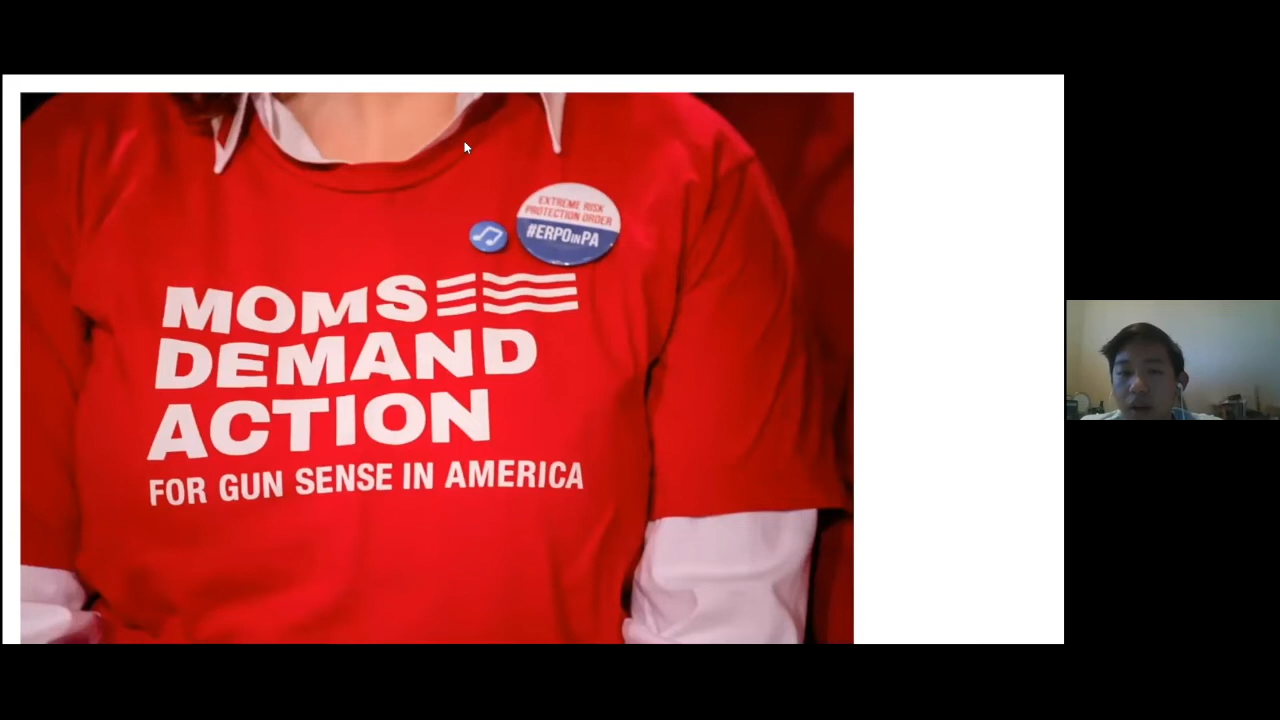 EXTREME RISK
PROTECTION ORDER
#ERPOINPA
MOMS
DEMAND
ACTION
FOR GUN SENSE IN AMERICA